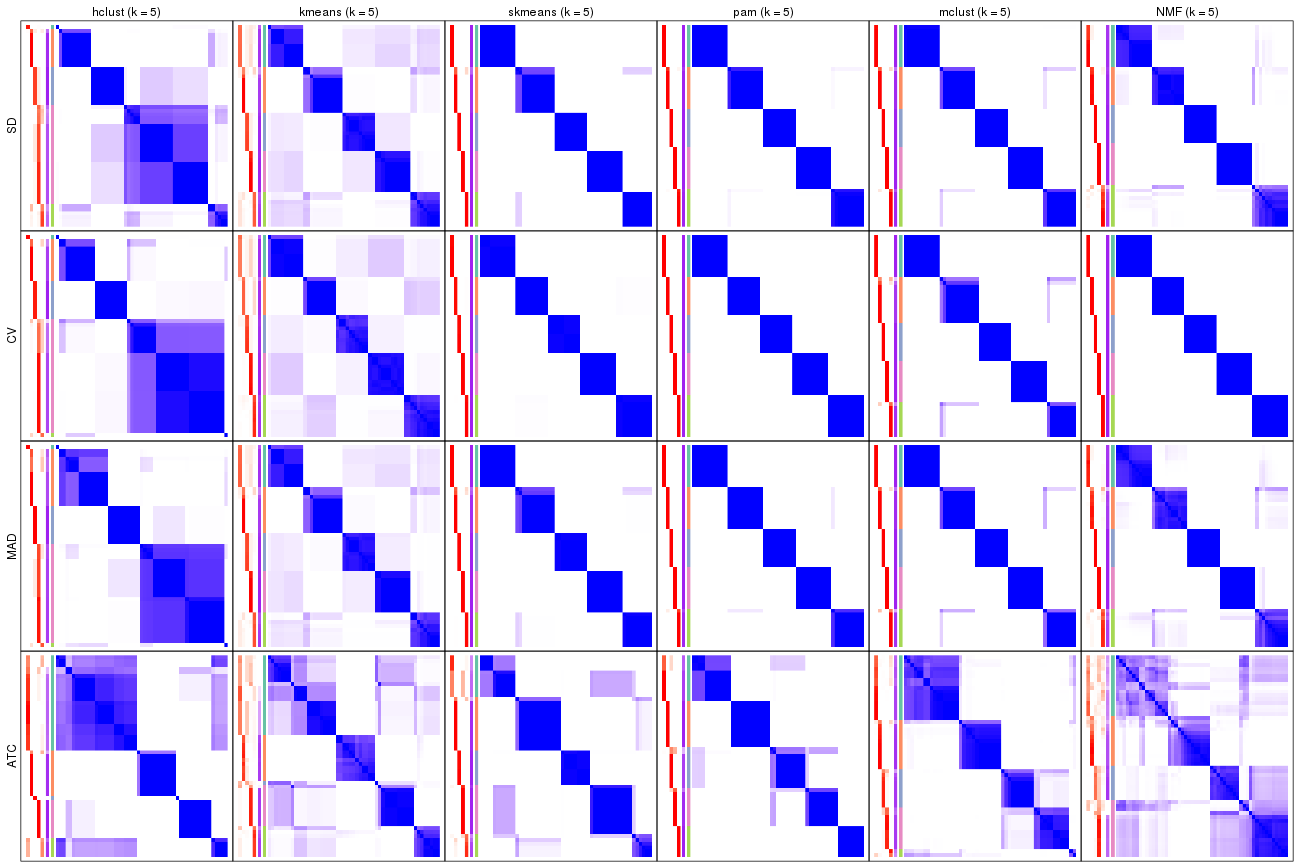 hclust (k = 5) kmeans (k = 5) skmeans (k = 5) pam (k = 5) mclust (k = 5) NMF (k = 5)
SD
CV
MAD
ATC